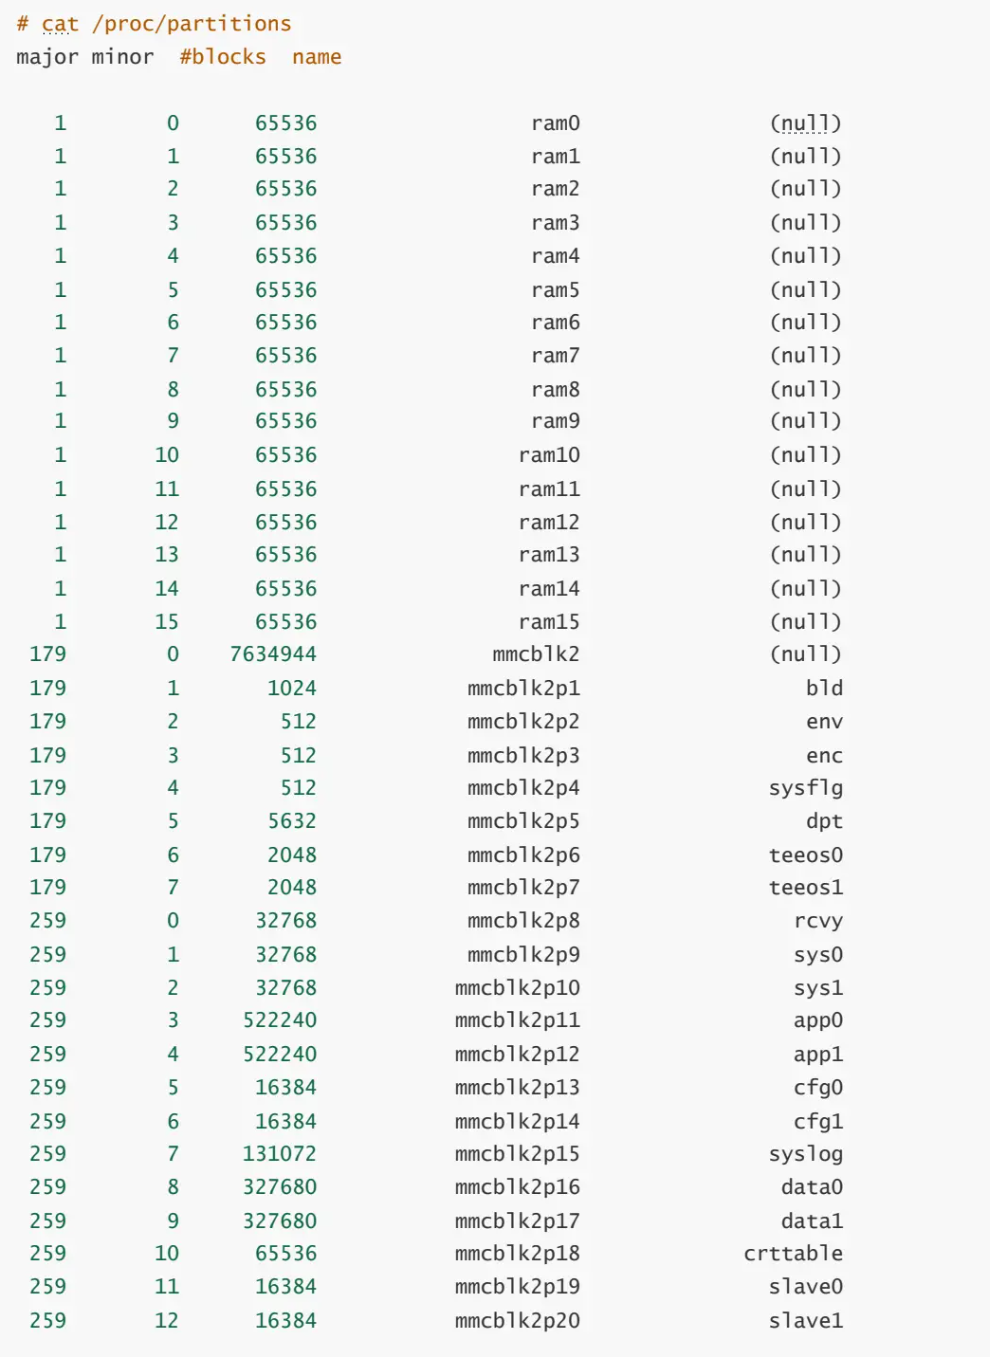 # cat /proc/partitions
major minor  #blocks  name
1 0 65536 ram0 (null)
1 1 65536 ram1 (null)
1 2 65536 ram2 (null)
1 3 65536 ram3 (null)
1 4 65536 ram4 (null)
1 5 65536 ram5 (null)
1 6 65536 ram6 (null)
1 7 65536 ram7 (null)
1 8 65536 ram8 (null)
1 9 65536 ram9 (null)
1 10 65536 ram10 (null)
1 11 65536 ram11 (null)
1 12 65536 ram12 (null)
1 13 65536 ram13 (null)
1 14 65536 ram14 (null)
1 15 65536 ram15 (null)
179 0 7634944 mmcblk2 (null)
179 1 1024 mmcblk2p1 bld
179 2 512 mmcblk2p2 env
179 3 512 mmcblk2p3 enc
179 4 512 mmcblk2p4 sysflg
179 5 5632 mmcblk2p5 dpt
179 6 2048 mmcblk2p6 teeos0
179 7 2048 mmcblk2p7 teeos1
259 0 32768 mmcblk2p8 rcvy
259 1 32768 mmcblk2p9 sys0
259 2 32768 mmcblk2p10 sys1
259 3 522240 mmcblk2p11 app0
259 4 522240 mmcblk2p12 app1
259 5 16384 mmcblk2p13 cfg0
259 6 16384 mmcblk2p14 cfg1
259 7 131072 mmcblk2p15 syslog
259 8 327680 mmcblk2p16 data0
259 9 327680 mmcblk2p17 data1
259 10 65536 mmcblk2p18 crttable
259 11 16384 mmcblk2p19 slave0
259 12 16384 mmcblk2p20 slave1